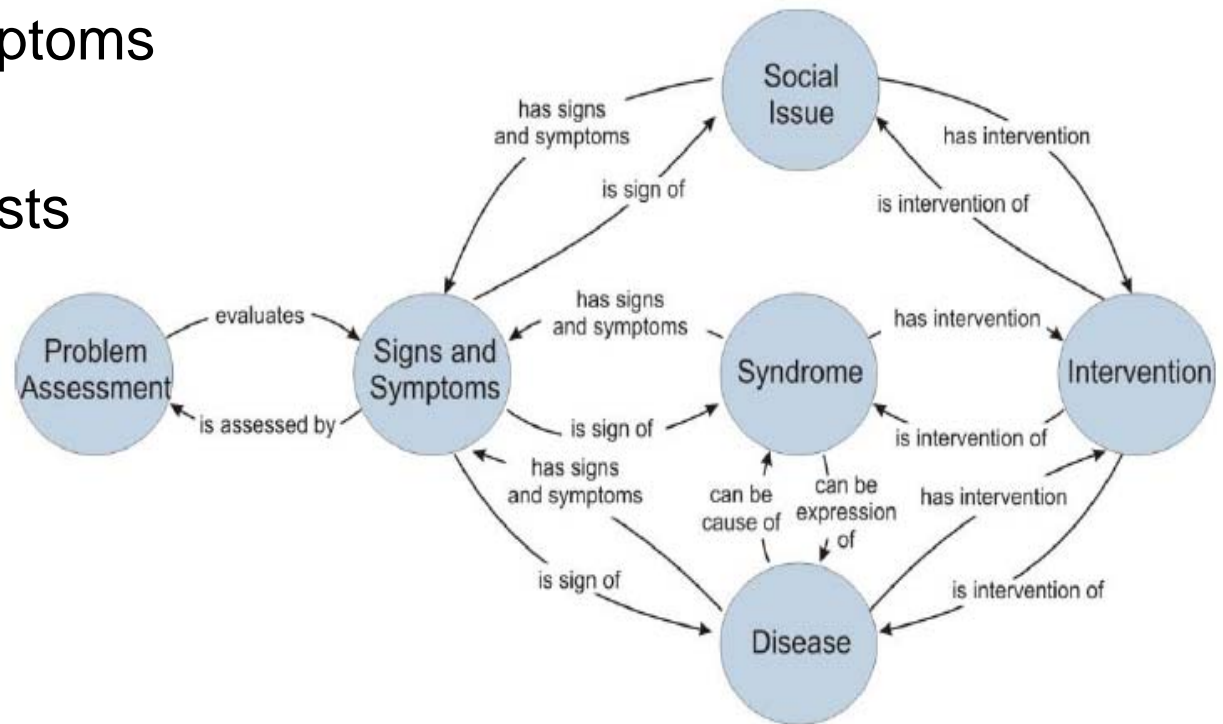 ptoms
sts
Social
Issue
has signs
and symptoms
has intervention
is sign of
is intervention of
Problem
Assessment
evaluates
is assessed by
Signs and
Symptoms
has signs
and symptoms
is sign of
Syndrome
has intervention
is intervention of
Intervention
has signs
and symptoms
is sign of
can be
cause of
can be
expression
of
has intervention
is intervention of
Disease